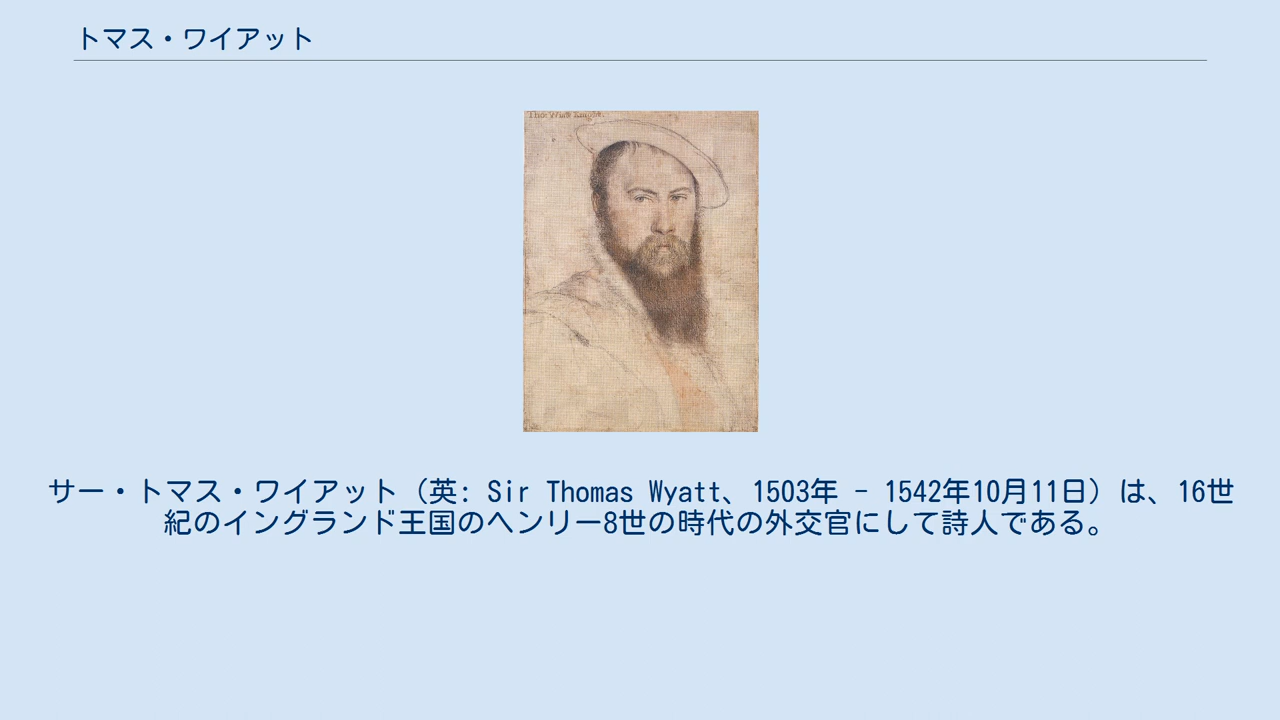 トマス・ワイアット
サー・トマス・ワイアット（英: Sir Thomas Wyatt、1503年 - 1542年10月11日）は、16世
紀のイングランド王国のヘンリー8世の時代の外交官にして詩人である。